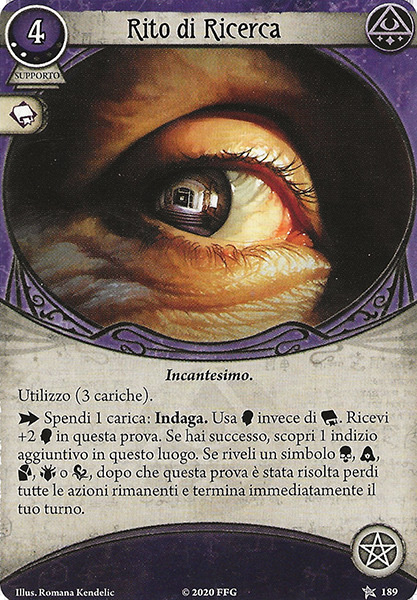 4
Rito di Ricerca
SUPPORTO
Incantesimo.
Utilizzo (3 cariche).
Spendi 1 carica: Indaga. Usa invece di . Ricevi
+2 in questa prova. Se hai successo, scopri 1 indizio
aggiuntivo in questo luogo. Se riveli un simbolo , ,
, o , dopo che questa prova è stata risolta perdi
tutte le azioni rimanenti e termina immediatamente il
tuo turno.
Illus. Romana Kendelic
© 2020 FFG
189